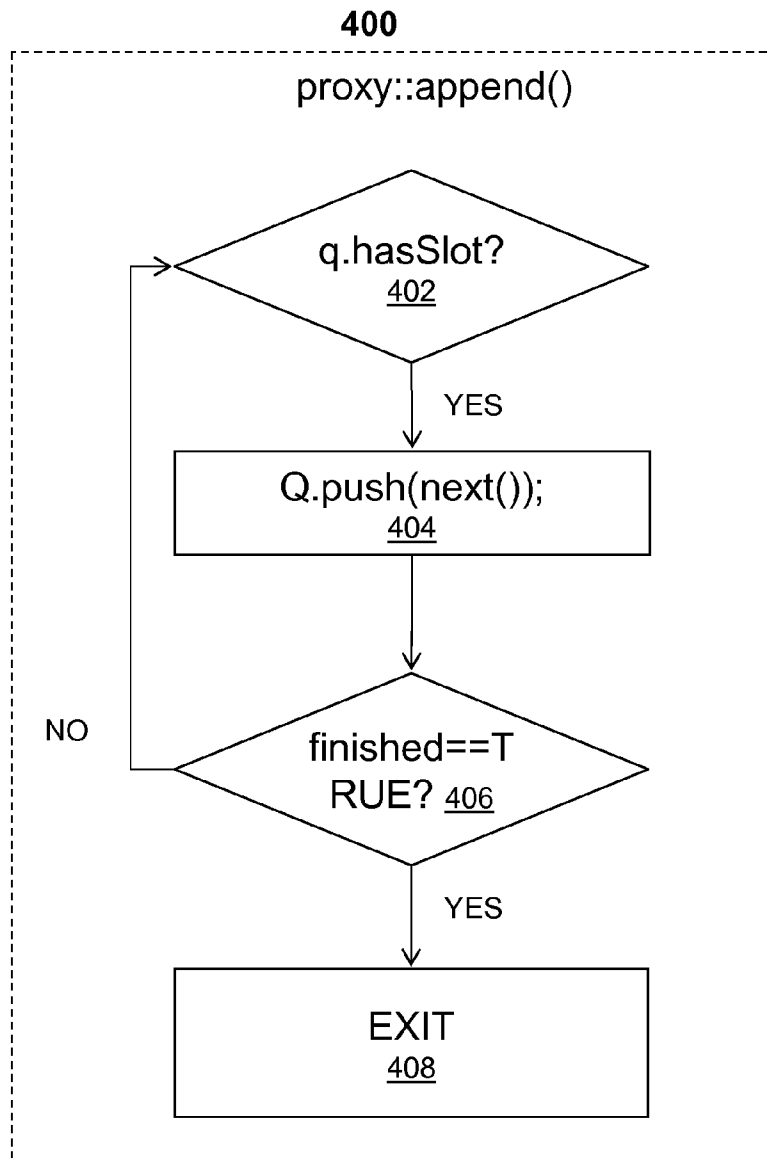 400
proxy::append()
q.hasSlot?
402
YES
Q.push(next());
404
NO
finished==T
RUE? 406
YES
EXIT
408